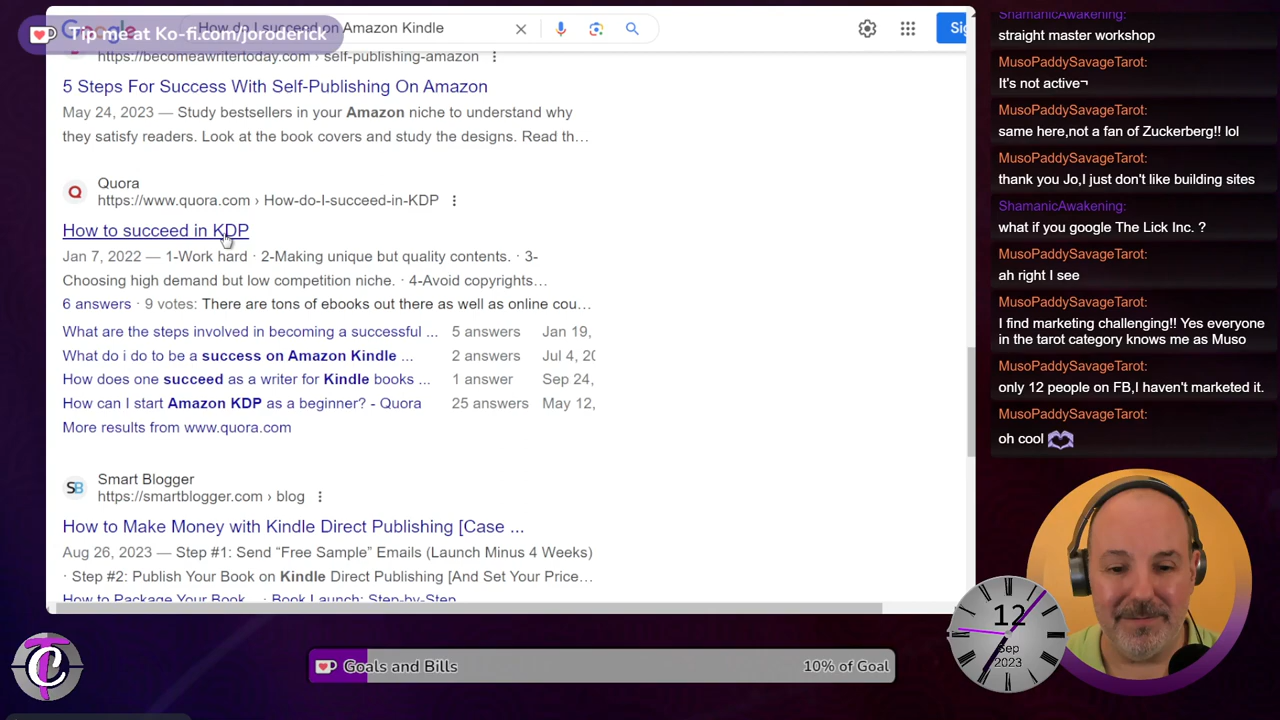 Tip me at Ko-fi.com/joroderick
How do I succeed on Amazon Kindle
https://becomeawritertoday.com › self-publishing-amazon
5 Steps For Success With Self-Publishing On Amazon
May 24, 2023 — Study bestsellers in your Amazon niche to understand why
they satisfy readers. Look at the book covers and study the designs. Read th…
Quora
https://www.quora.com › How-do-I-succeed-in-KDP
How to succeed in KDP
Jan 7, 2022 — 1-Work hard · 2-Making unique but quality contents. · 3-
Choosing high demand but low competition niche. · 4-Avoid copyrights…
6 answers · 9 votes: There are tons of ebooks out there as well as online cou…
What are the steps involved in becoming a successful ... 5 answers Jan 19,
What do i do to be a success on Amazon Kindle ... 2 answers Jul 4, 20
How does one succeed as a writer for Kindle books ... 1 answer Sep 24,
How can I start Amazon KDP as a beginner? - Quora 25 answers May 12,
More results from www.quora.com
Smart Blogger
https://smartblogger.com › blog
How to Make Money with Kindle Direct Publishing [Case ...
Aug 26, 2023 — Step #1: Send “Free Sample” Emails (Launch Minus 4 Weeks)
· Step #2: Publish Your Book on Kindle Direct Publishing [And Set Your Price…
How to Package Your Book · Book Launch: Step-by-Step
ShamanicAwakening:
straight master workshop
MusoPaddySavageTarot:
It's not active¬
MusoPaddySavageTarot:
same here,not a fan of Zuckerberg!! lol
MusoPaddySavageTarot:
thank you Jo,I just don't like building sites
ShamanicAwakening:
what if you google The Lick Inc. ?
MusoPaddySavageTarot:
ah right I see
MusoPaddySavageTarot:
I find marketing challenging!! Yes everyone
in the tarot category knows me as Muso
MusoPaddySavageTarot:
only 12 people on FB,I haven't marketed it.
MusoPaddySavageTarot:
oh cool
12
Sep
2023
Goals and Bills 10% of Goal